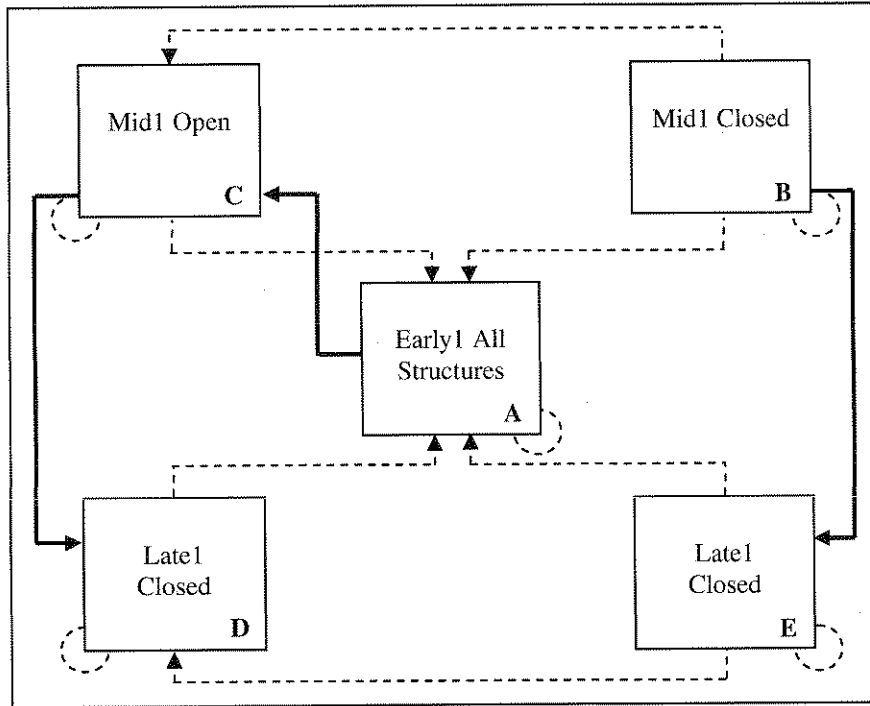 Mid1 Open
C
Mid1 Closed
B
Early1 All
Structures
A
Late1
Closed
D
Late1
Closed
E